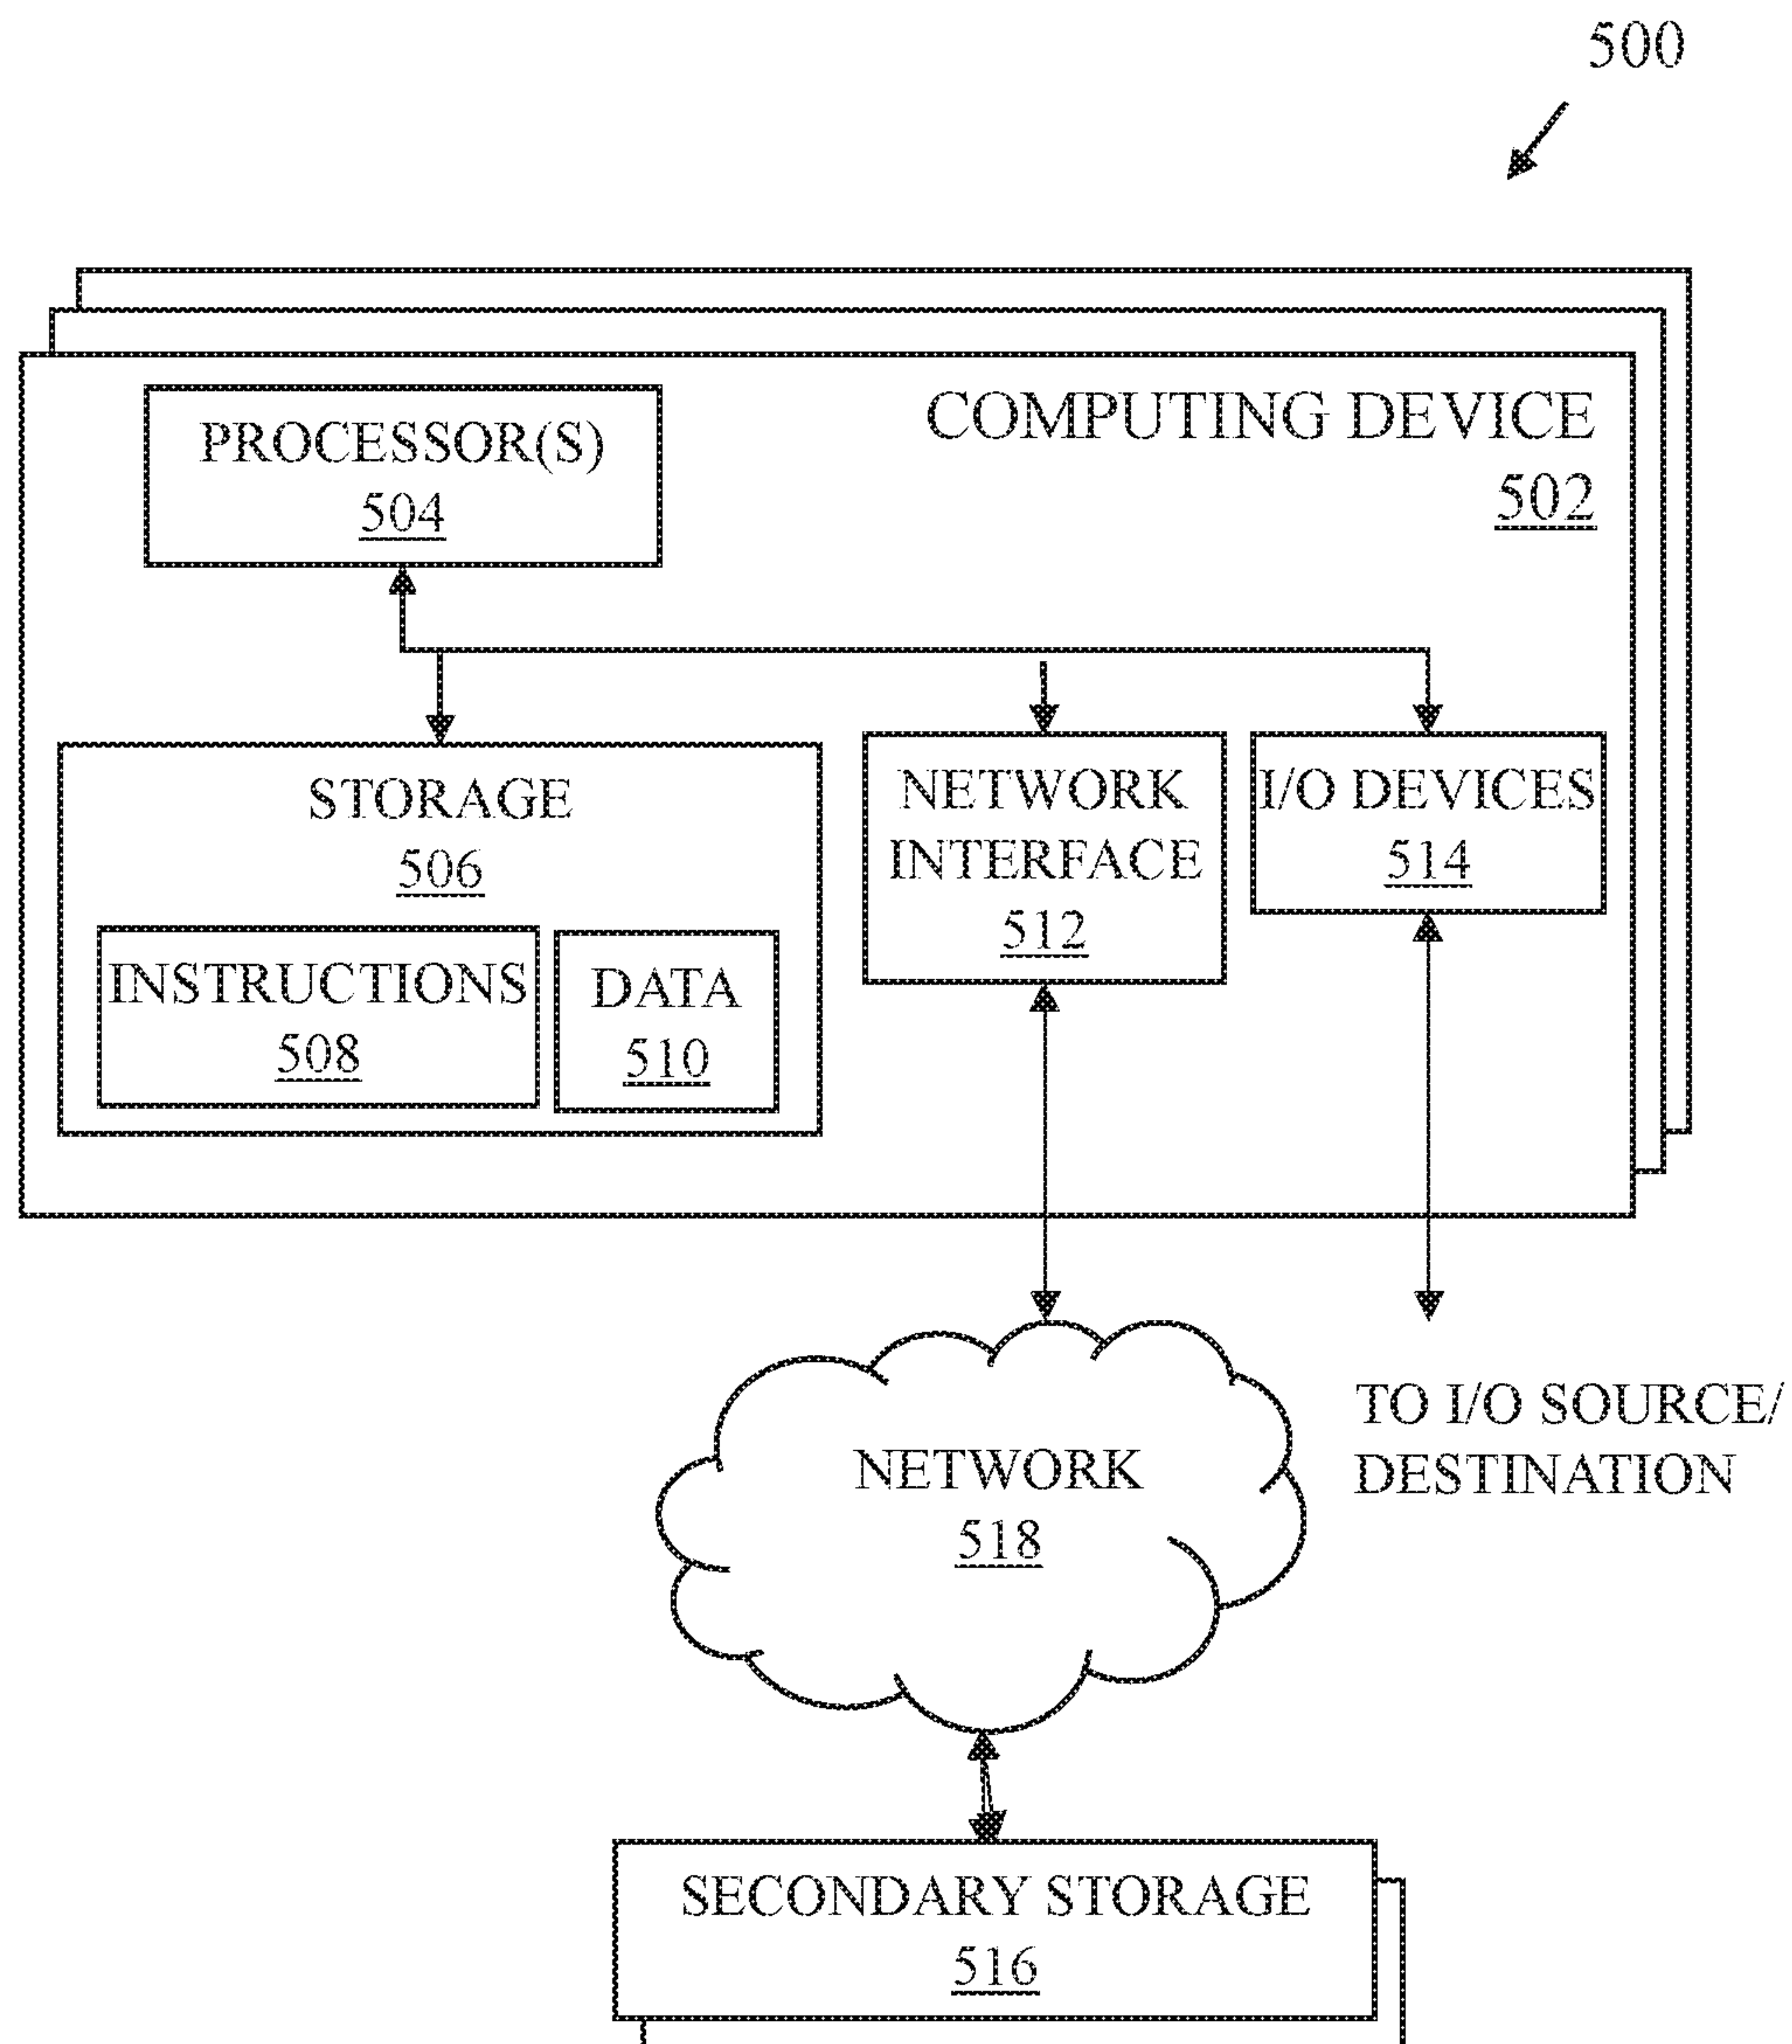 500
COMPUTING DEVICE
502
PROCESSOR(S)
504
STORAGE
506
INSTRUCTIONS
508
DATA
510
NETWORK
INTERFACE
512
I/O DEVICES
514
TO I/O SOURCE/
DESTINATION
NETWORK
518
SECONDARY STORAGE
516